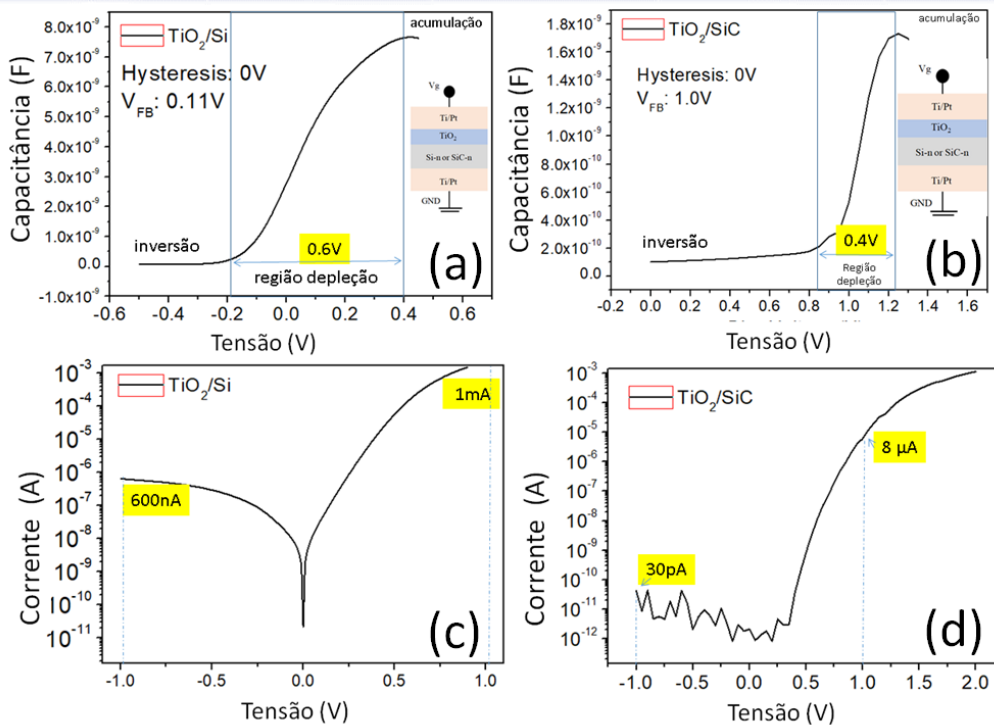 TiO2/Si
Hysteresis: 0V
VFB: 0.11V
acumulação
Vg
Ti/Pt
TiO2
Si-n or SiC-n
Ti/Pt
GND
inversão
0.6V
região depleção
(a)
8.0x10-9
7.0x10-9
6.0x10-9
5.0x10-9
4.0x10-9
3.0x10-9
2.0x10-9
1.0x10-9
0.0
-1.0x10-9
Capacitância (F)
-0.6 -0.4 -0.2 0.0 0.2 0.4 0.6
Tensão (V)
TiO2/SiC
Hysteresis: 0V
VFB: 1.0V
acumulação
Vg
Ti/Pt
TiO2
Si-n or SiC-n
Ti/Pt
GND
inversão
0.4V
Região
depleção
(b)
1.8x10-9
1.6x10-9
1.4x10-9
1.2x10-9
1.0x10-9
8.0x10-10
6.0x10-10
4.0x10-10
2.0x10-10
0.0
Capacitância (F)
0.0 0.2 0.4 0.6 0.8 1.0 1.2 1.4 1.6
Tensão (V)
TiO2/Si
1mA
600nA
(c)
10-3
10-4
10-5
10-6
10-7
10-8
10-9
10-10
10-11
Corrente (A)
-1.0 -0.5 0.0 0.5 1.0
Tensão (V)
TiO2/SiC
8 µA
30pA
(d)
10-3
10-4
10-5
10-6
10-7
10-8
10-9
10-10
10-11
10-12
Corrente (A)
-1.0 -0.5 0.0 0.5 1.0 1.5 2.0
Tensão (V)